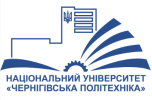 НАЦІОНАЛЬНИЙ УНІВЕРСИТЕТ
«ЧЕРНІГІВСЬКА ПОЛІТЕХНІКА»